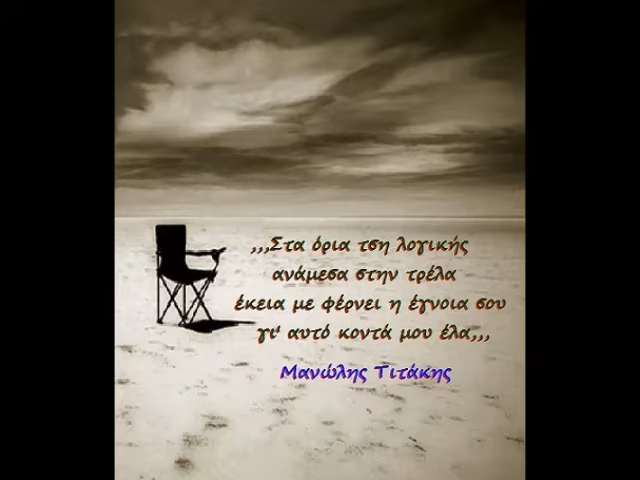 ,,,Στα όρια τση λογικής
ανάμεσα στην τρέλα
έκεια με φέρνει η έγνοια σου
γι' αυτό κοντά μου έλα,,,
Μανώλης Τιτάκης